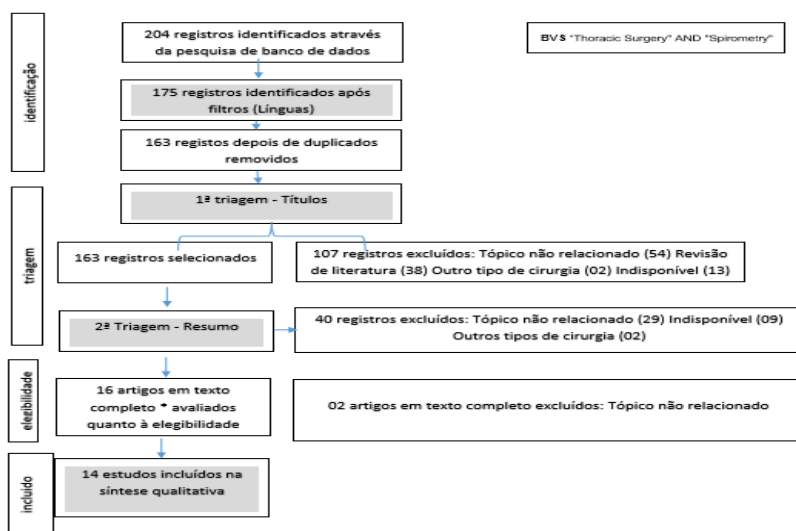 204 registros identificados através
da pesquisa de banco de dados
BVS "Thoracic Surgery" AND "Spirometry"
identificação
175 registros identificados após
filtros (Línguas)
163 registos depois de duplicados
removidos
1ª triagem - Títulos
triagem
163 registros selecionados
107 registros excluídos: Tópico não relacionado (54) Revisão
de literatura (38) Outro tipo de cirurgia (02) Indisponível (13)
2ª Triagem - Resumo
40 registros excluídos: Tópico não relacionado (29) Indisponível (09)
Outros tipos de cirurgia (02)
elegibilidade
16 artigos em texto
completo * avaliados
quanto à elegibilidade
02 artigos em texto completo excluídos: Tópico não relacionado
incluido
14 estudos incluídos na
síntese qualitativa